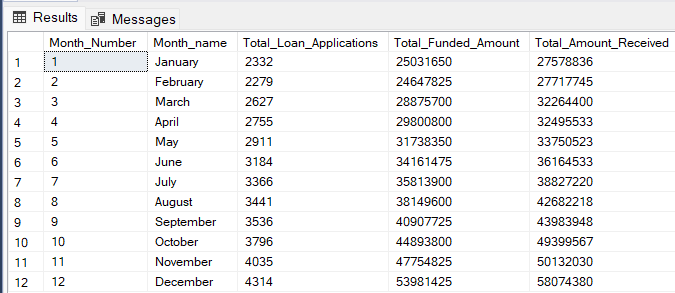 Results Messages
Month_Number Month_name Total_Loan_Applications Total_Funded_Amount Total_Amount_Received
1 1 January 2332 25031650 27578836
2 2 February 2279 24647825 27717745
3 3 March 2627 28875700 32264400
4 4 April 2755 29800800 32495533
5 5 May 2911 31738350 33750523
6 6 June 3184 34161475 36164533
7 7 July 3366 35813900 38827220
8 8 August 3441 38149600 42682218
9 9 September 3536 40907725 43983948
10 10 October 3796 44893800 49399567
11 11 November 4035 47754825 50132030
12 12 December 4314 53981425 58074380